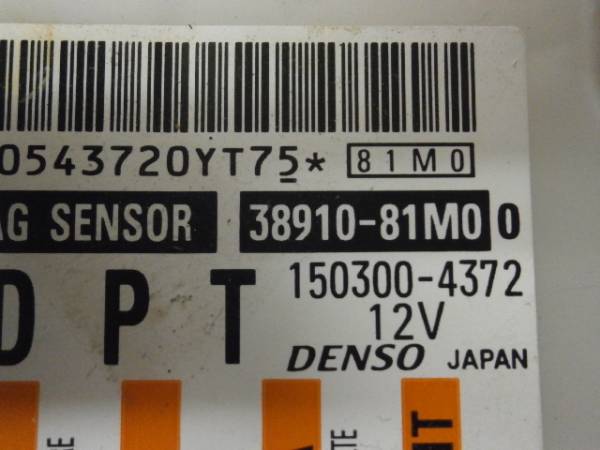 0543720YT75* 81M0
AG SENSOR 38910-81M0 0
D P T 150300-4372
12V
DENSO JAPAN